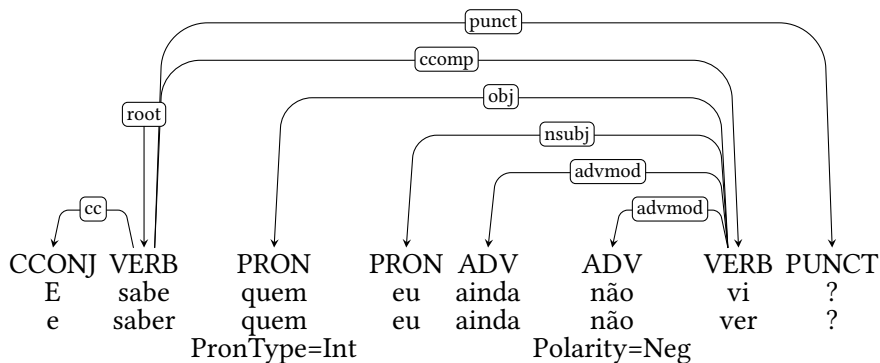 punct
ccomp
root
obj
nsubj
advmod
cc advmod
CCONJ VERB PRON PRON ADV ADV VERB PUNCT
E sabe quem eu ainda não vi ?
e saber quem eu ainda não ver ?
PronType=Int Polarity=Neg